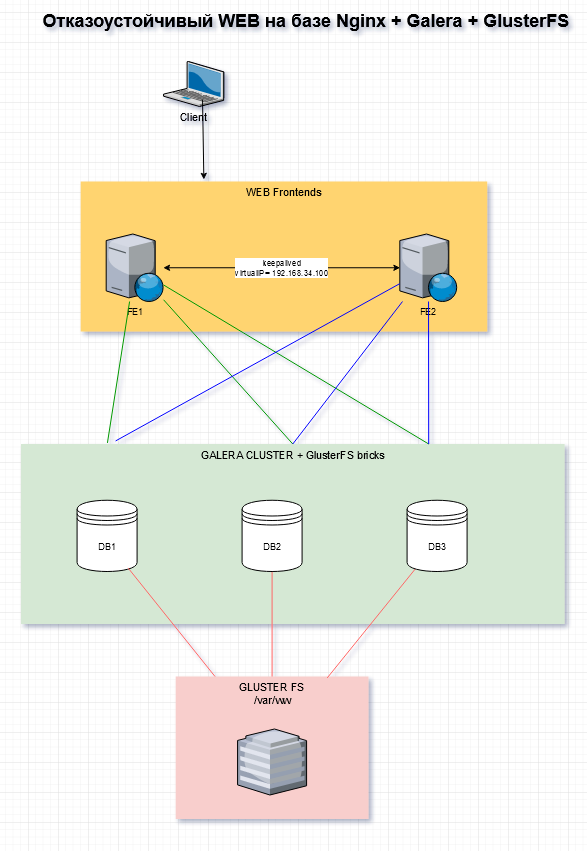 Отказоустойчивый WEB на базе Nginx + Galera + GlusterFS
Client
WEB Frontends
keepalived
virtualIP= 192.168.34.100
FE1
FE2
GALERA CLUSTER + GlusterFS bricks
DB1
DB2
DB3
GLUSTER FS
/var/vwv